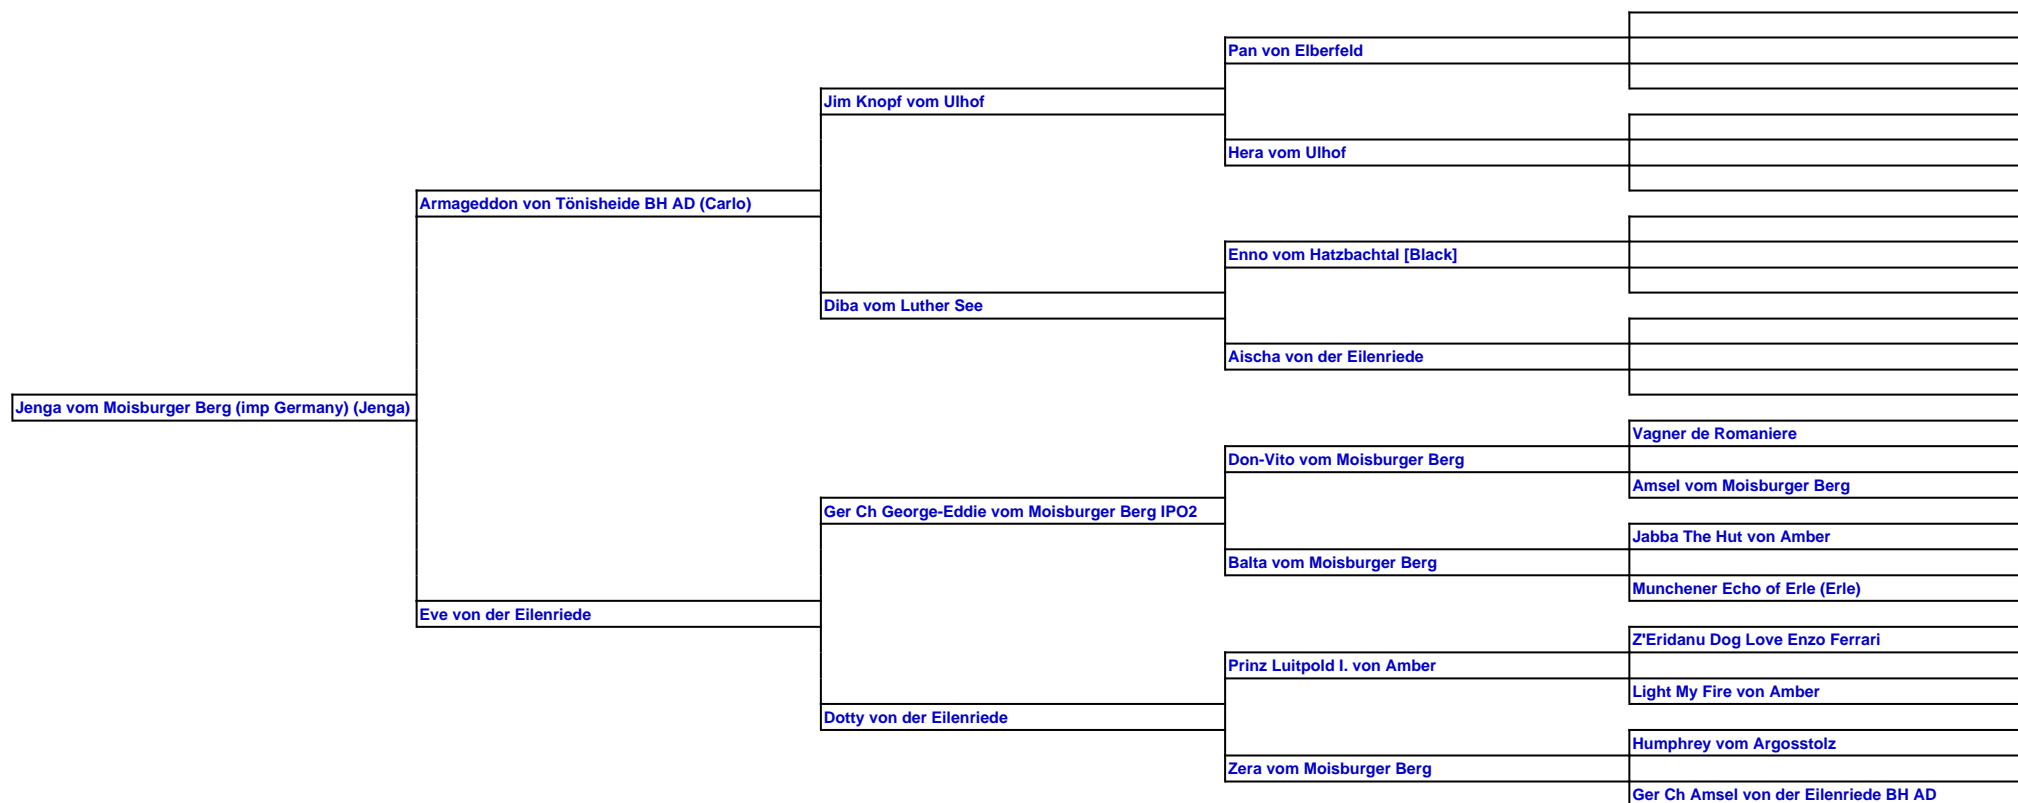 Pan von Elberfeld
Jim Knopf vom Ulhof
Hera vom Ulhof
Armageddon von Tönisheide BH AD (Carlo)
Enno vom Hatzbachtal [Black]
Diba vom Luther See
Aischa von der Eilenriede
Jenga vom Moisburger Berg (imp Germany) (Jenga)
Vagner de Romaniere
Don-Vito vom Moisburger Berg
Amsel vom Moisburger Berg
Ger Ch George-Eddie vom Moisburger Berg IPO2
Jabba The Hut von Amber
Balta vom Moisburger Berg
Munchener Echo of Erle (Erle)
Eve von der Eilenriede
Z'Eridanu Dog Love Enzo Ferrari
Prinz Luitpold I. von Amber
Light My Fire von Amber
Dotty von der Eilenriede
Humphrey vom Argosstolz
Zera vom Moisburger Berg
Ger Ch Amsel von der Eilenriede BH AD